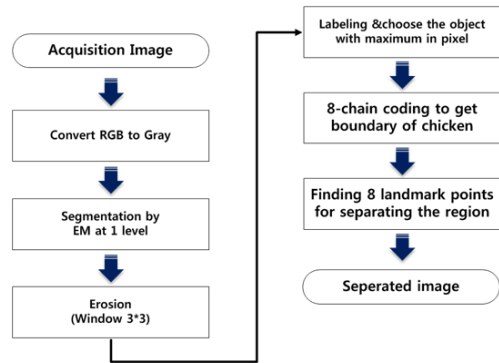 Acquisition Image
Convert RGB to Gray
Segmentation by
EM at 1 level
Erosion
(Window 3*3)
Labeling &choose the object
with maximum in pixel
8-chain coding to get
boundary of chicken
Finding 8 landmark points
for separating the region
Seperated image